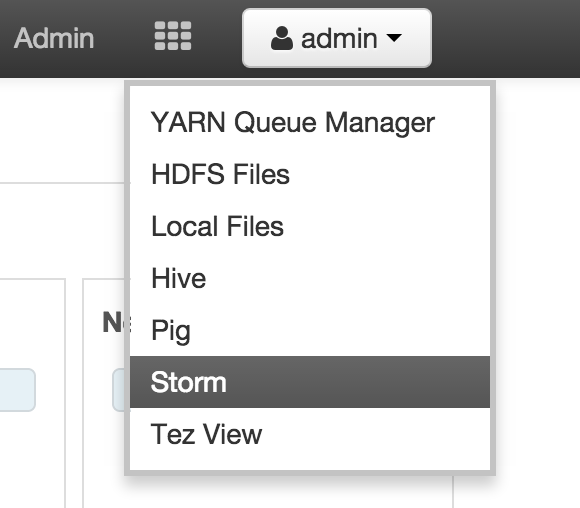 Admin
admin
YARN Queue Manager
HDFS Files
Local Files
Hive
Pig
Storm
Tez View